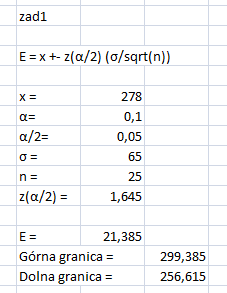 zad1
E = x +- z(α/2) (σ/sqrt(n))
x = 278
α= 0,1
α/2= 0,05
σ = 65
n = 25
z(α/2) = 1,645
E = 21,385
Górna granica = 299,385
Dolna granica = 256,615